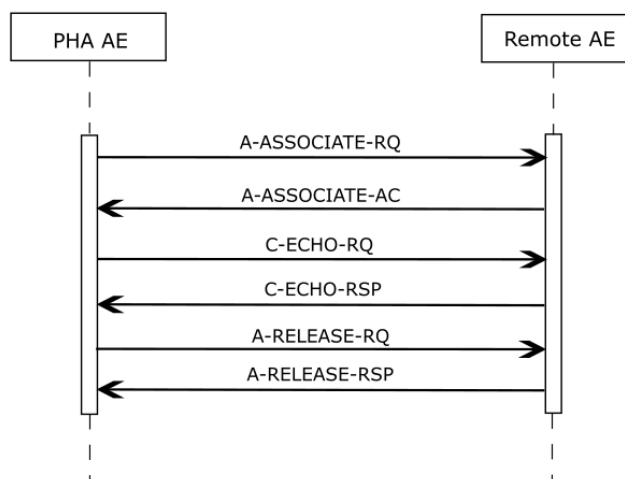 PHA AE
Remote AE
A-ASSOCIATE-RQ
A-ASSOCIATE-AC
C-ECHO-RQ
C-ECHO-RSP
A-RELEASE-RQ
A-RELEASE-RSP